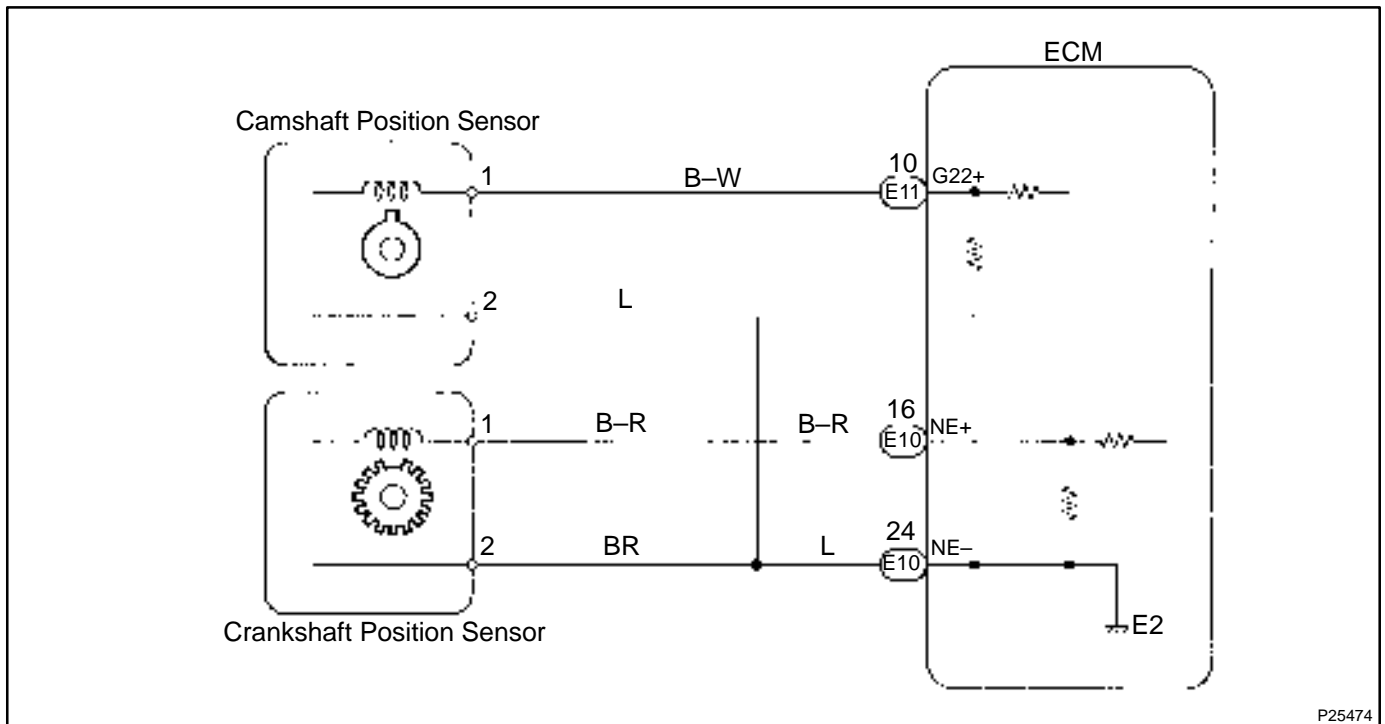 ECM
Camshaft Position Sensor
1
B–W
10
E11
G22+
2
L
1
B–R
B–R
16
E10
NE+
2
BR
L
24
E10
NE–
E2
Crankshaft Position Sensor
P25474